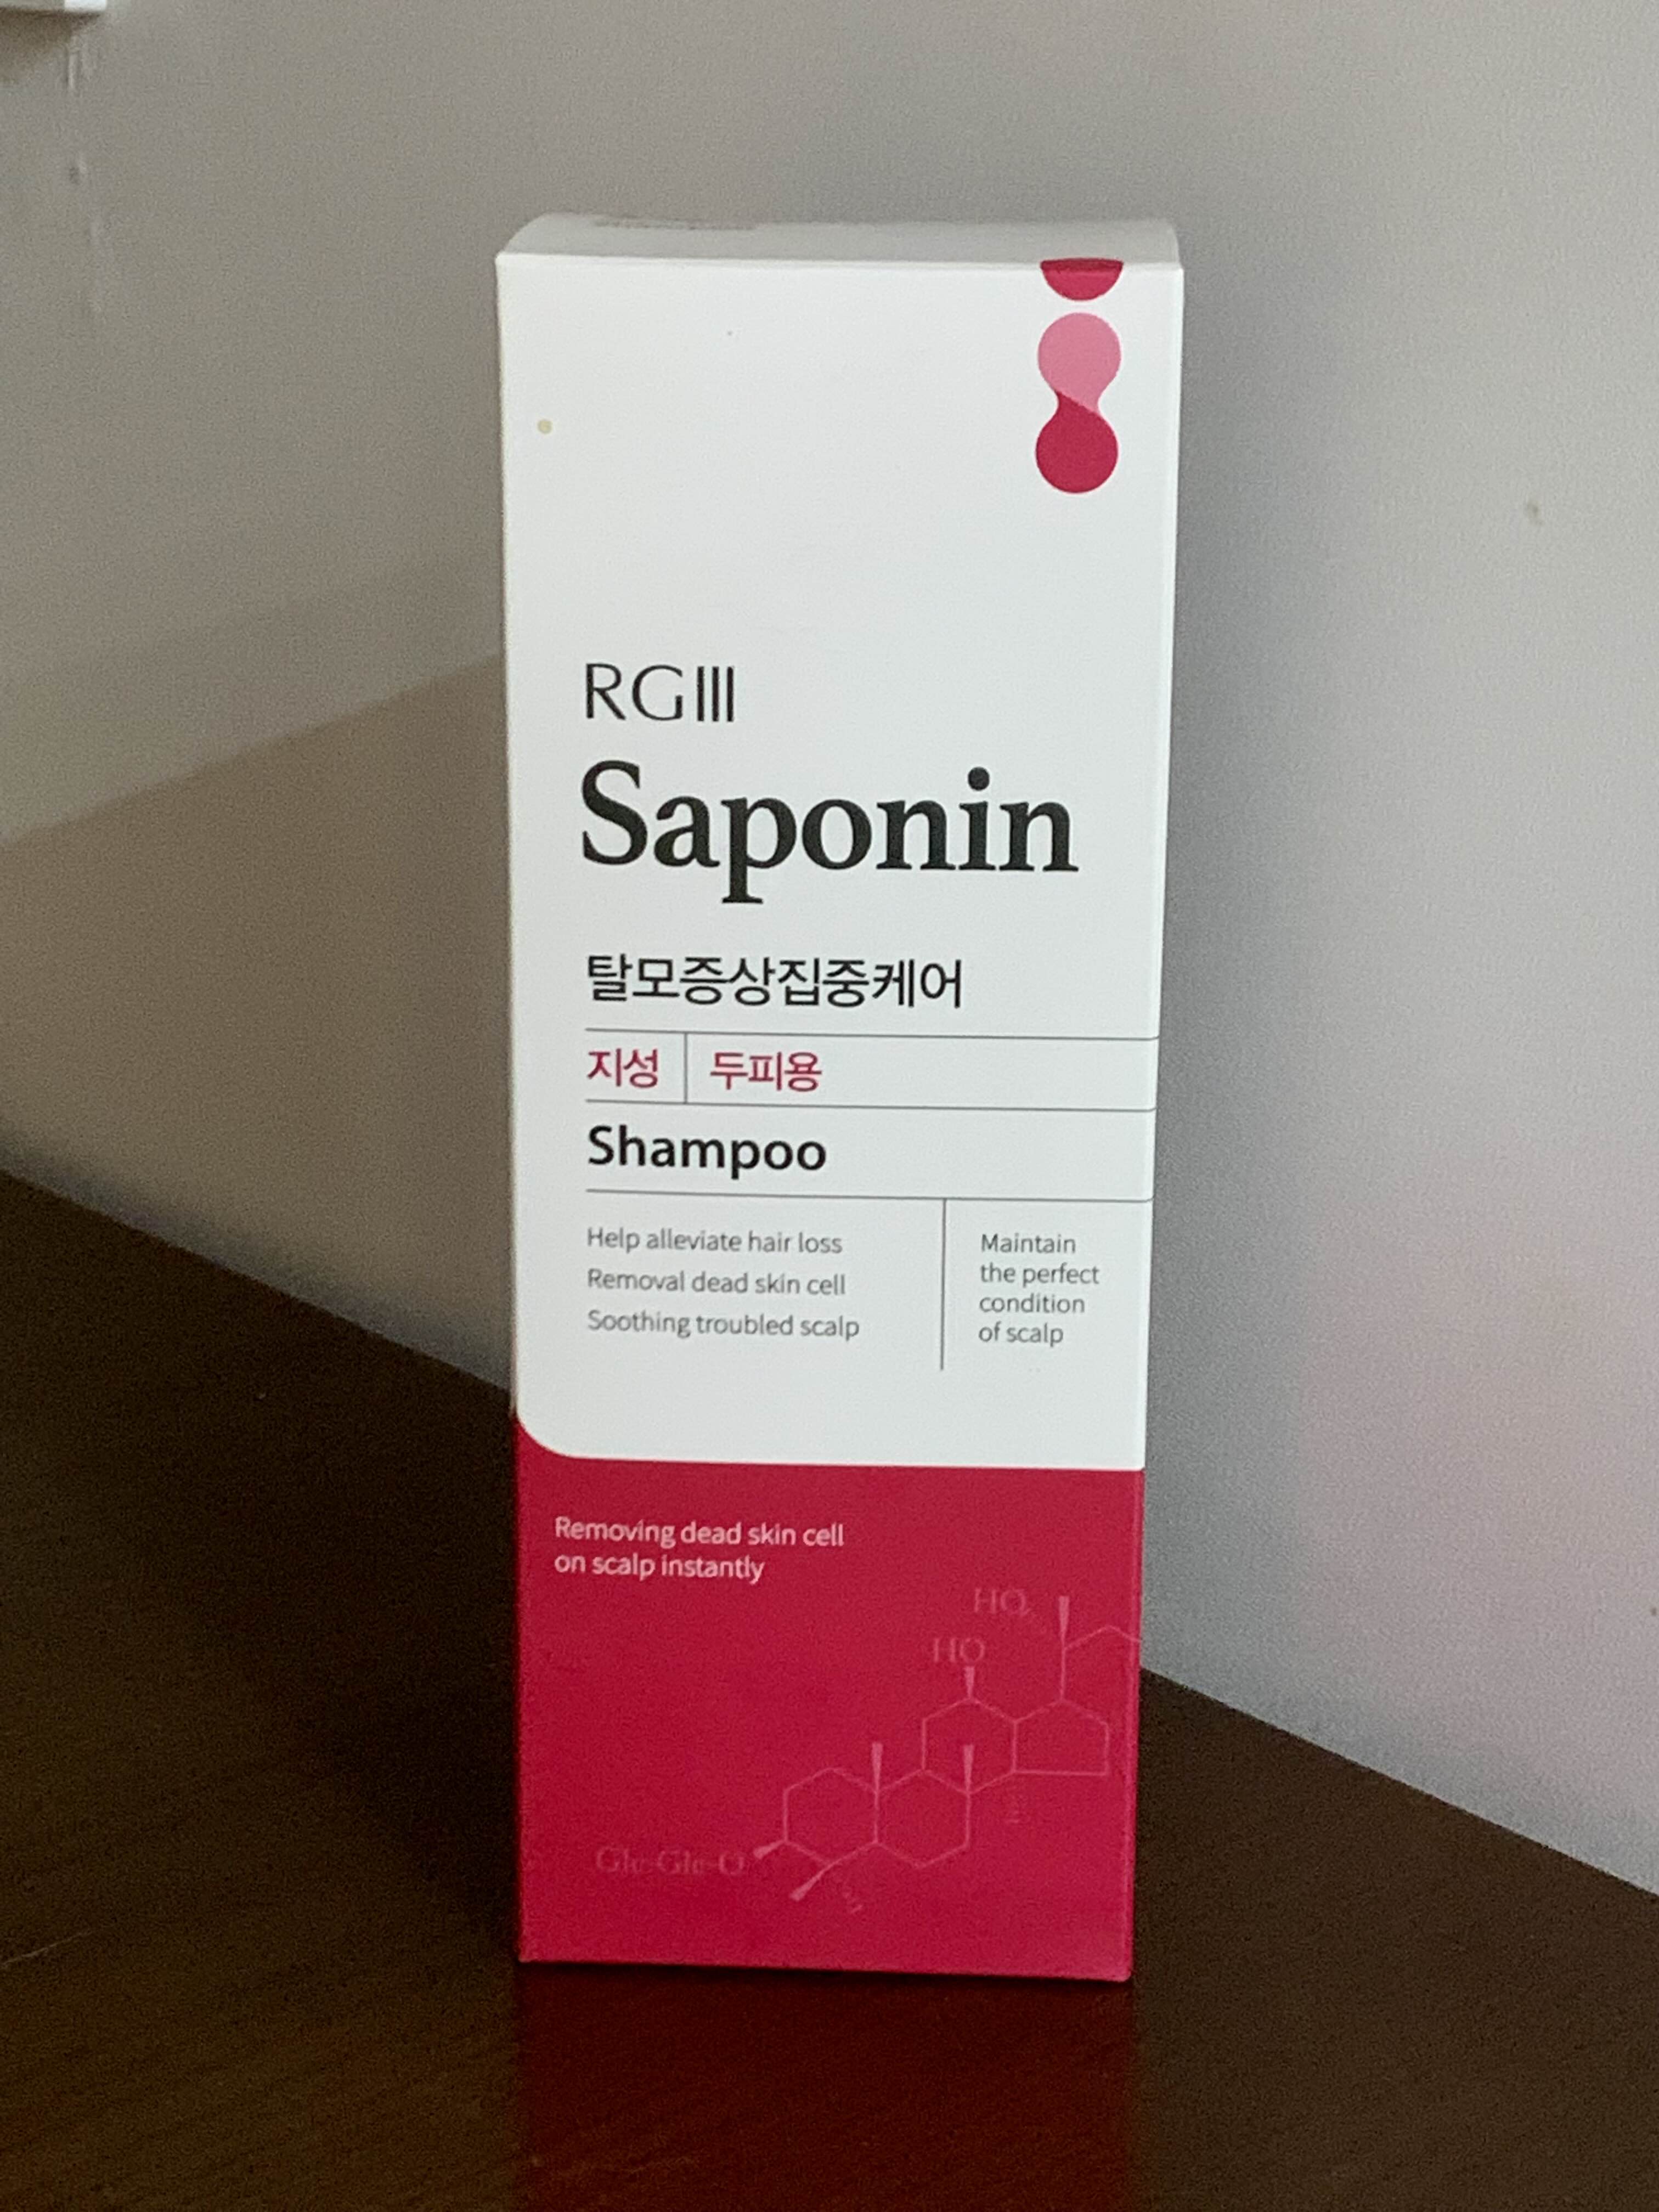 RGIII
Saponin
탈모증상집중케어
지성 두피용
Shampoo
Help alleviate hair loss
Removal dead skin cell
Soothing troubled scalp
Maintain
the perfect
condition
of scalp
Removing dead skin cell
on scalp instantly
HO
HO
Glc-Glc-O